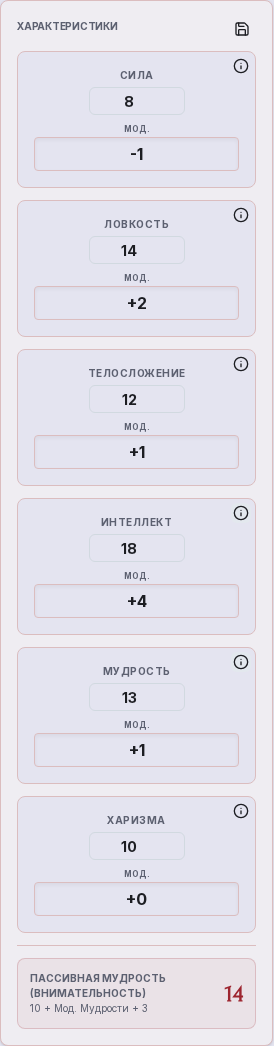 ХАРАКТЕРИСТИКИ
СИЛА
8
МОД.
-1
ЛОВКОСТЬ
14
МОД.
+2
ТЕЛОСЛОЖЕНИЕ
12
МОД.
+1
ИНТЕЛЛЕКТ
18
МОД.
+4
МУДРОСТЬ
13
МОД.
+1
ХАРИЗМА
10
МОД.
+0
ПАССИВНАЯ МУДРОСТЬ
(ВНИМАТЕЛЬНОСТЬ)
10 + Мод. Мудрости + 3
14